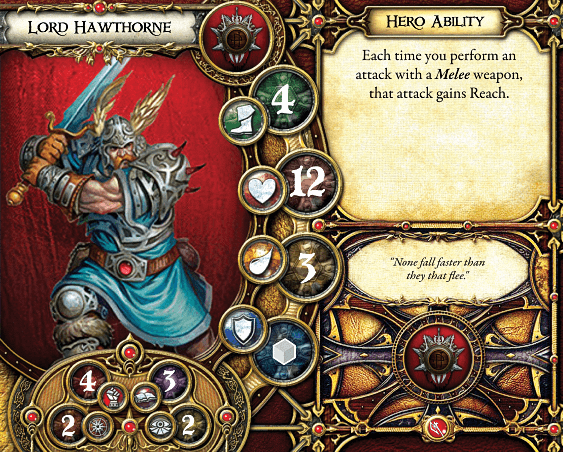 LORD HAWTHORNE
HERO ABILITY
Each time you perform an
attack with a Melee weapon,
that attack gains Reach.
4
12
3
"None fall faster than
they that flee."
4 3
2 2